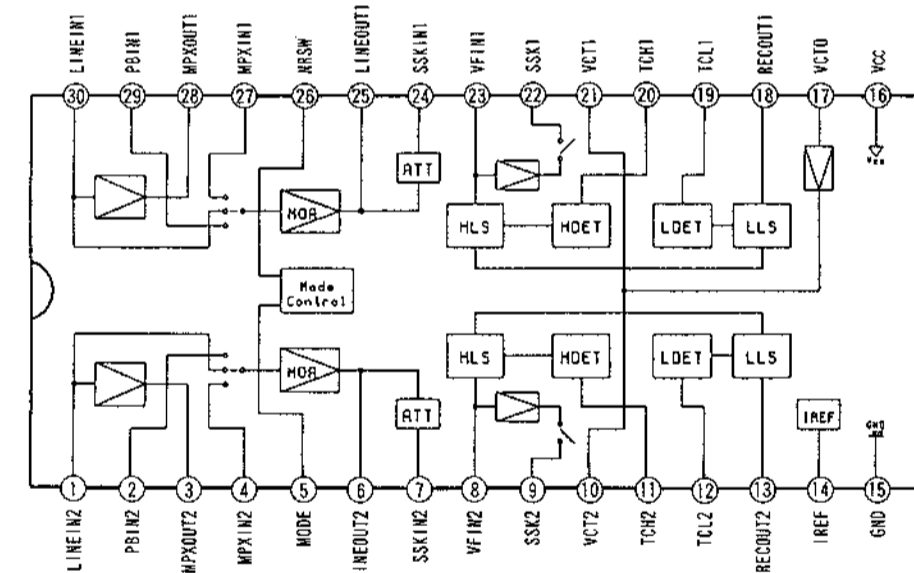 LINEIN1 PBIN1 MPXOUT1 MPXIN1 NRSW LINEOUT1 SSKIN1 VFIN1 SSK1 VCT1 TCH1 TCL1 RECOUT1 VCTO VCC
30 29 28 27 26 25 24 23 22 21 20 19 18 17 16
ATT
MOA
HLS HDET LDET LLS
Mode
Control
HLS HDET LDET LLS
MOA
ATT
IREF
GND
1 2 3 4 5 6 7 8 9 10 11 12 13 14 15
LINEIN2 PBIN2 MPXOUT2 MPXIN2 MODE INEOUT2 SSKIN2 VFIN2 SSK2 VCT2 TCH2 TCL2 RECOUT2 IREF GND